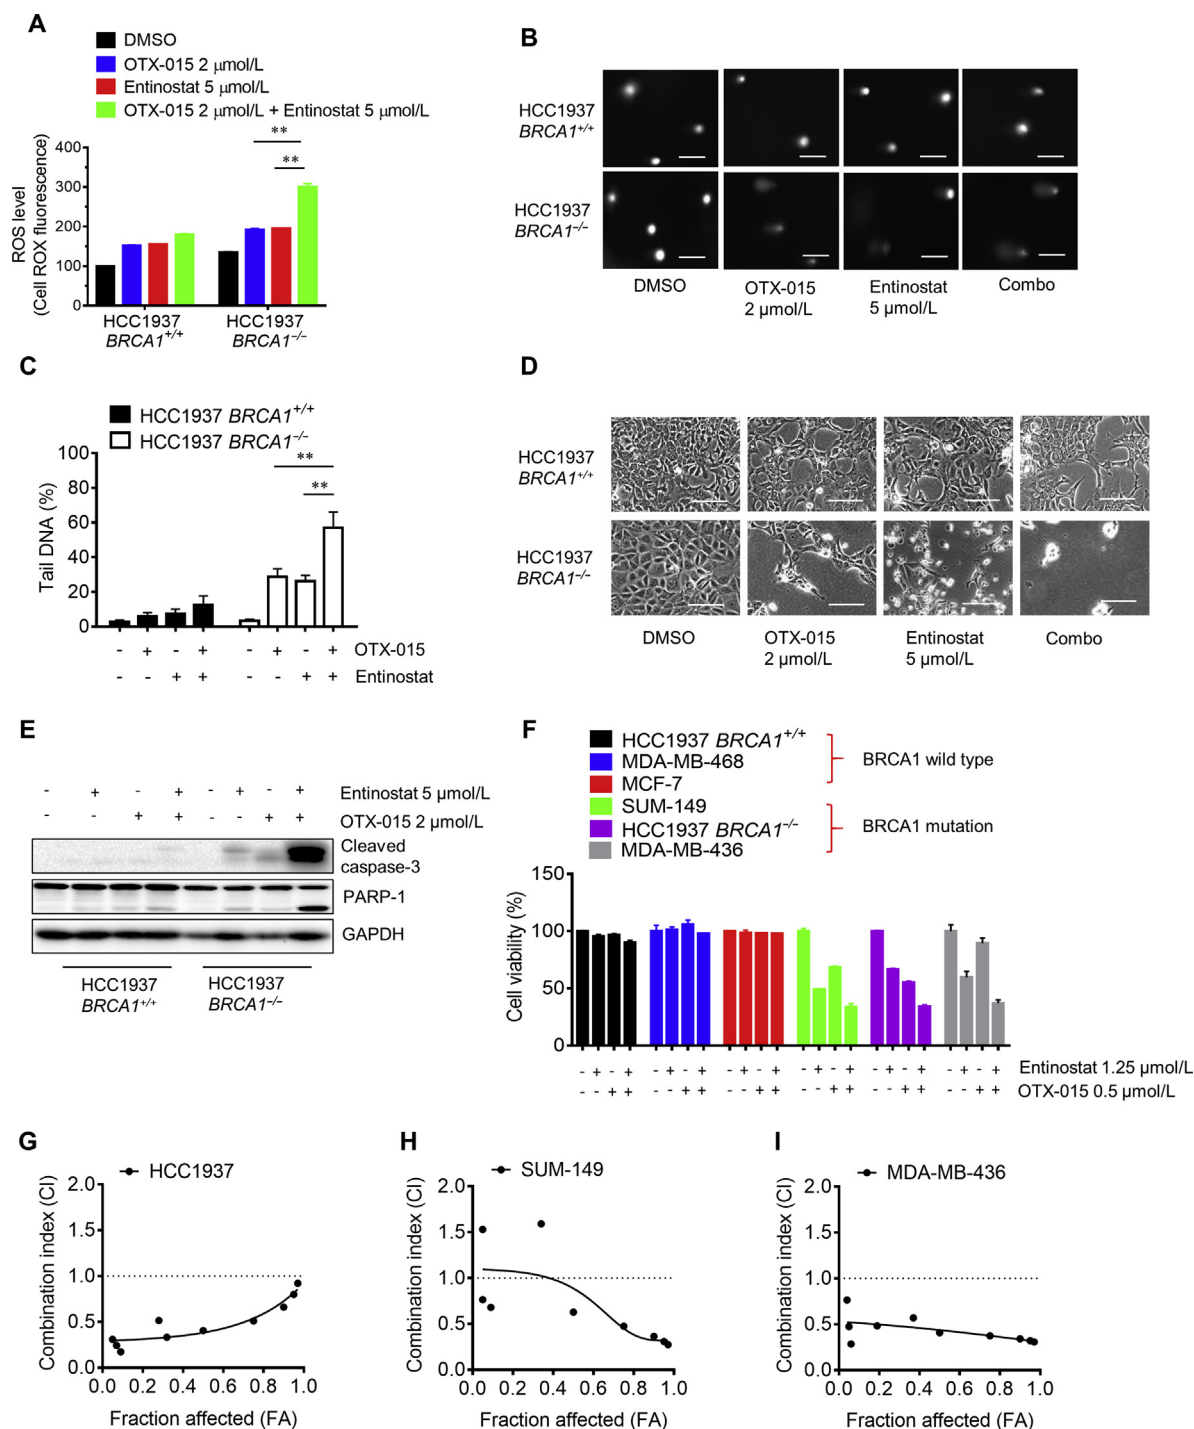 A
DMSO
OTX-015 2 μmol/L
Entinostat 5 μmol/L
OTX-015 2 μmol/L + Entinostat 5 μmol/L
** 
**
400
300
200
100
0
ROS level
(Cell ROX fluorescence)
HCC1937
BRCA1+/+
HCC1937
BRCA1−/−
B
HCC1937
BRCA1+/+
HCC1937
BRCA1−/−
DMSO
OTX-015
2 μmol/L
Entinostat
5 μmol/L
Combo
C
HCC1937 BRCA1+/+
HCC1937 BRCA1−/−
**
**
100
80
60
40
20
0
Tail DNA (%)
- + - + - + - + OTX-015
- - + + - - + + Entinostat
D
HCC1937
BRCA1+/+
HCC1937
BRCA1−/−
DMSO
OTX-015
2 μmol/L
Entinostat
5 μmol/L
Combo
E
- + - + - + - + Entinostat 5 μmol/L
- - + + - - + + OTX-015 2 μmol/L
Cleaved
caspase-3
PARP-1
GAPDH
HCC1937
BRCA1+/+
HCC1937
BRCA1−/−
F
HCC1937 BRCA1+/+
MDA-MB-468
MCF-7
BRCA1 wild type
SUM-149
HCC1937 BRCA1−/−
MDA-MB-436
BRCA1 mutation
150
100
50
0
Cell viability (%)
- + - + - + - + - + - + - + - + - + - + - + - + Entinostat 1.25 μmol/L
- - + + - - + + - - + + - - + + - - + + - - + + OTX-015 0.5 μmol/L
G
HCC1937
2.0
1.5
1.0
0.5
0.0
Combination index (CI)
0.0 0.2 0.4 0.6 0.8 1.0
Fraction affected (FA)
H
SUM-149
2.0
1.5
1.0
0.5
0.0
Combination index (CI)
0.0 0.2 0.4 0.6 0.8 1.0
Fraction affected (FA)
I
MDA-MB-436
2.0
1.5
1.0
0.5
0.0
Combination index (CI)
0.0 0.2 0.4 0.6 0.8 1.0
Fraction affected (FA)